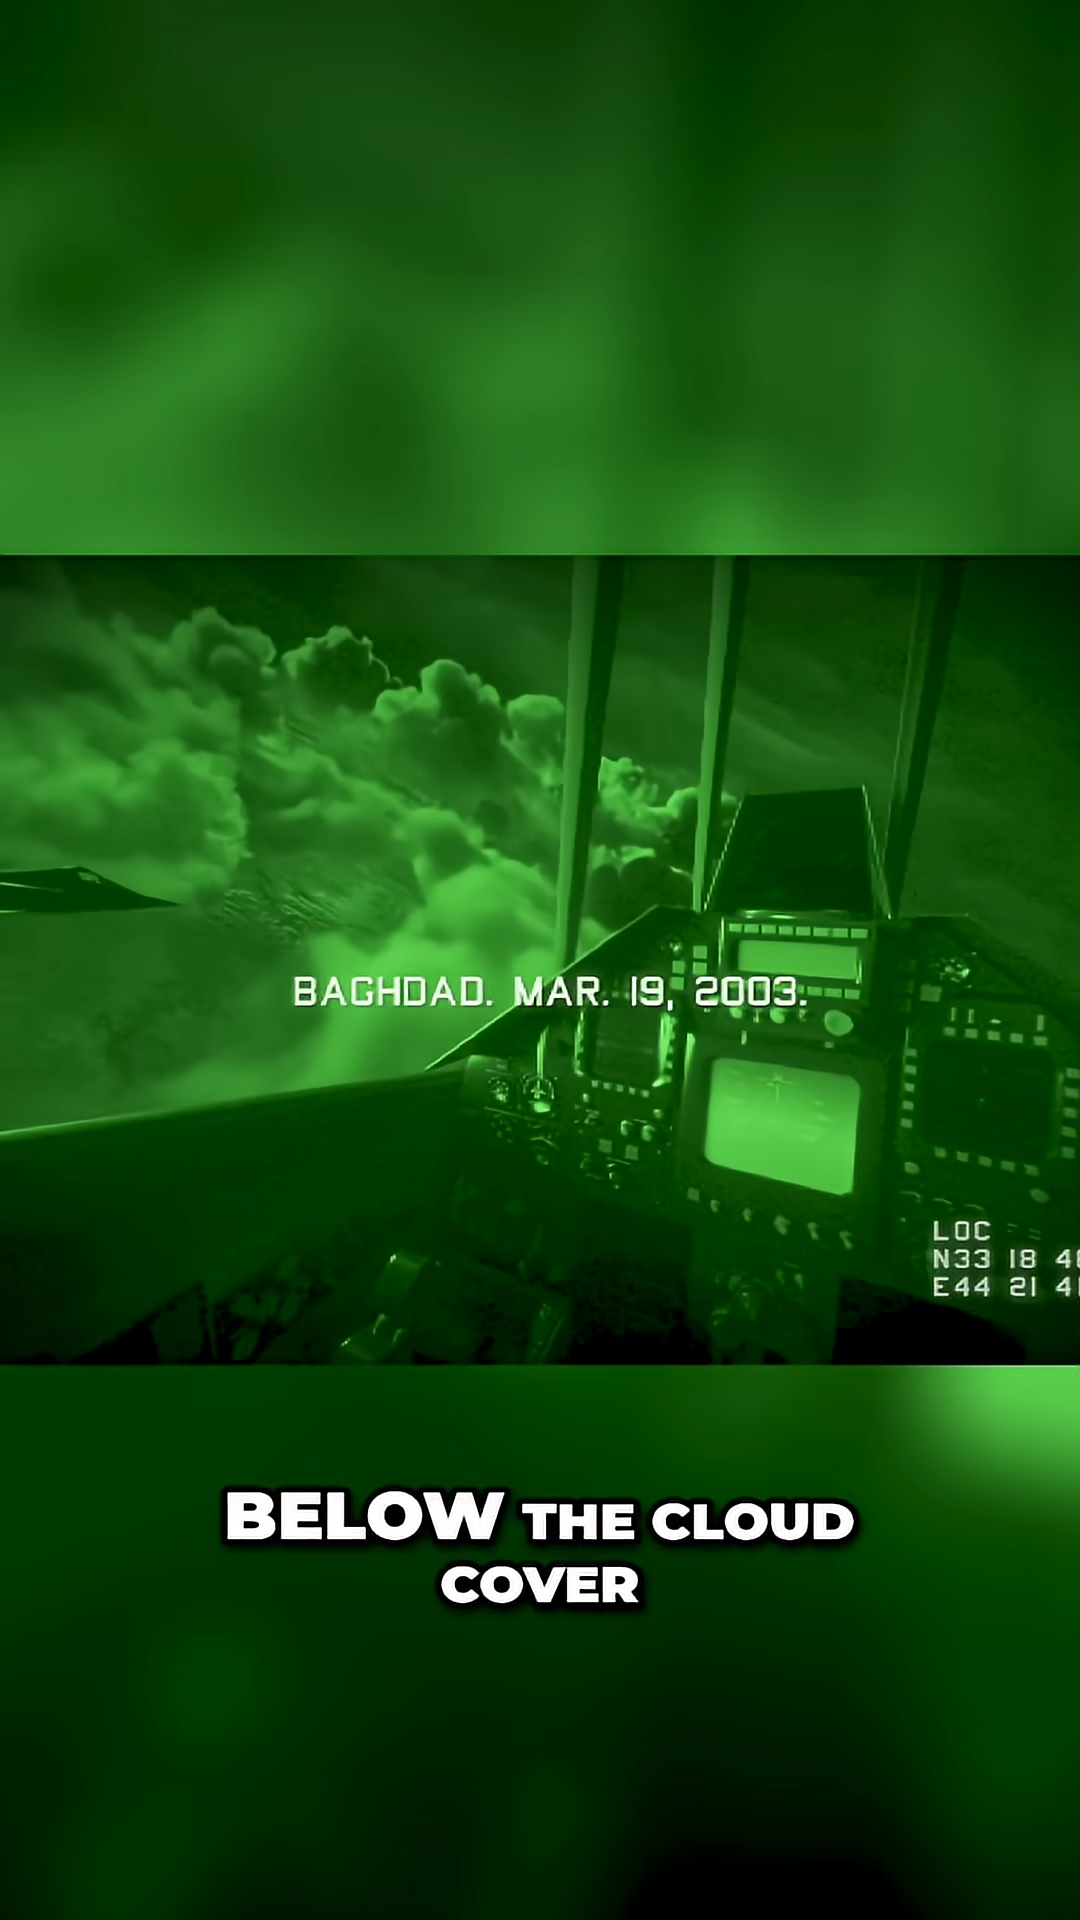 BAGHDAD. MAR. 19, 2003.
LOC
N33 18
E44 21
BELOW THE CLOUD
COVER